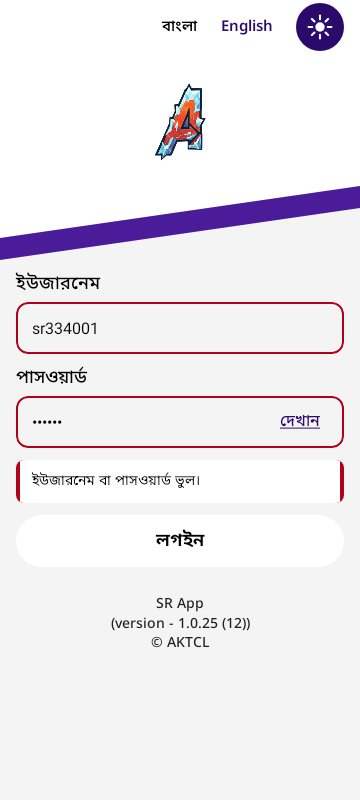 বাংলা English
ইউজারনেম
sr334001
পাসওয়ার্ড
•••••• দেখান
ইউজারনেম বা পাসওয়ার্ড ভুল।
লগইন
SR App
(version - 1.0.25 (12))
© AKTCL